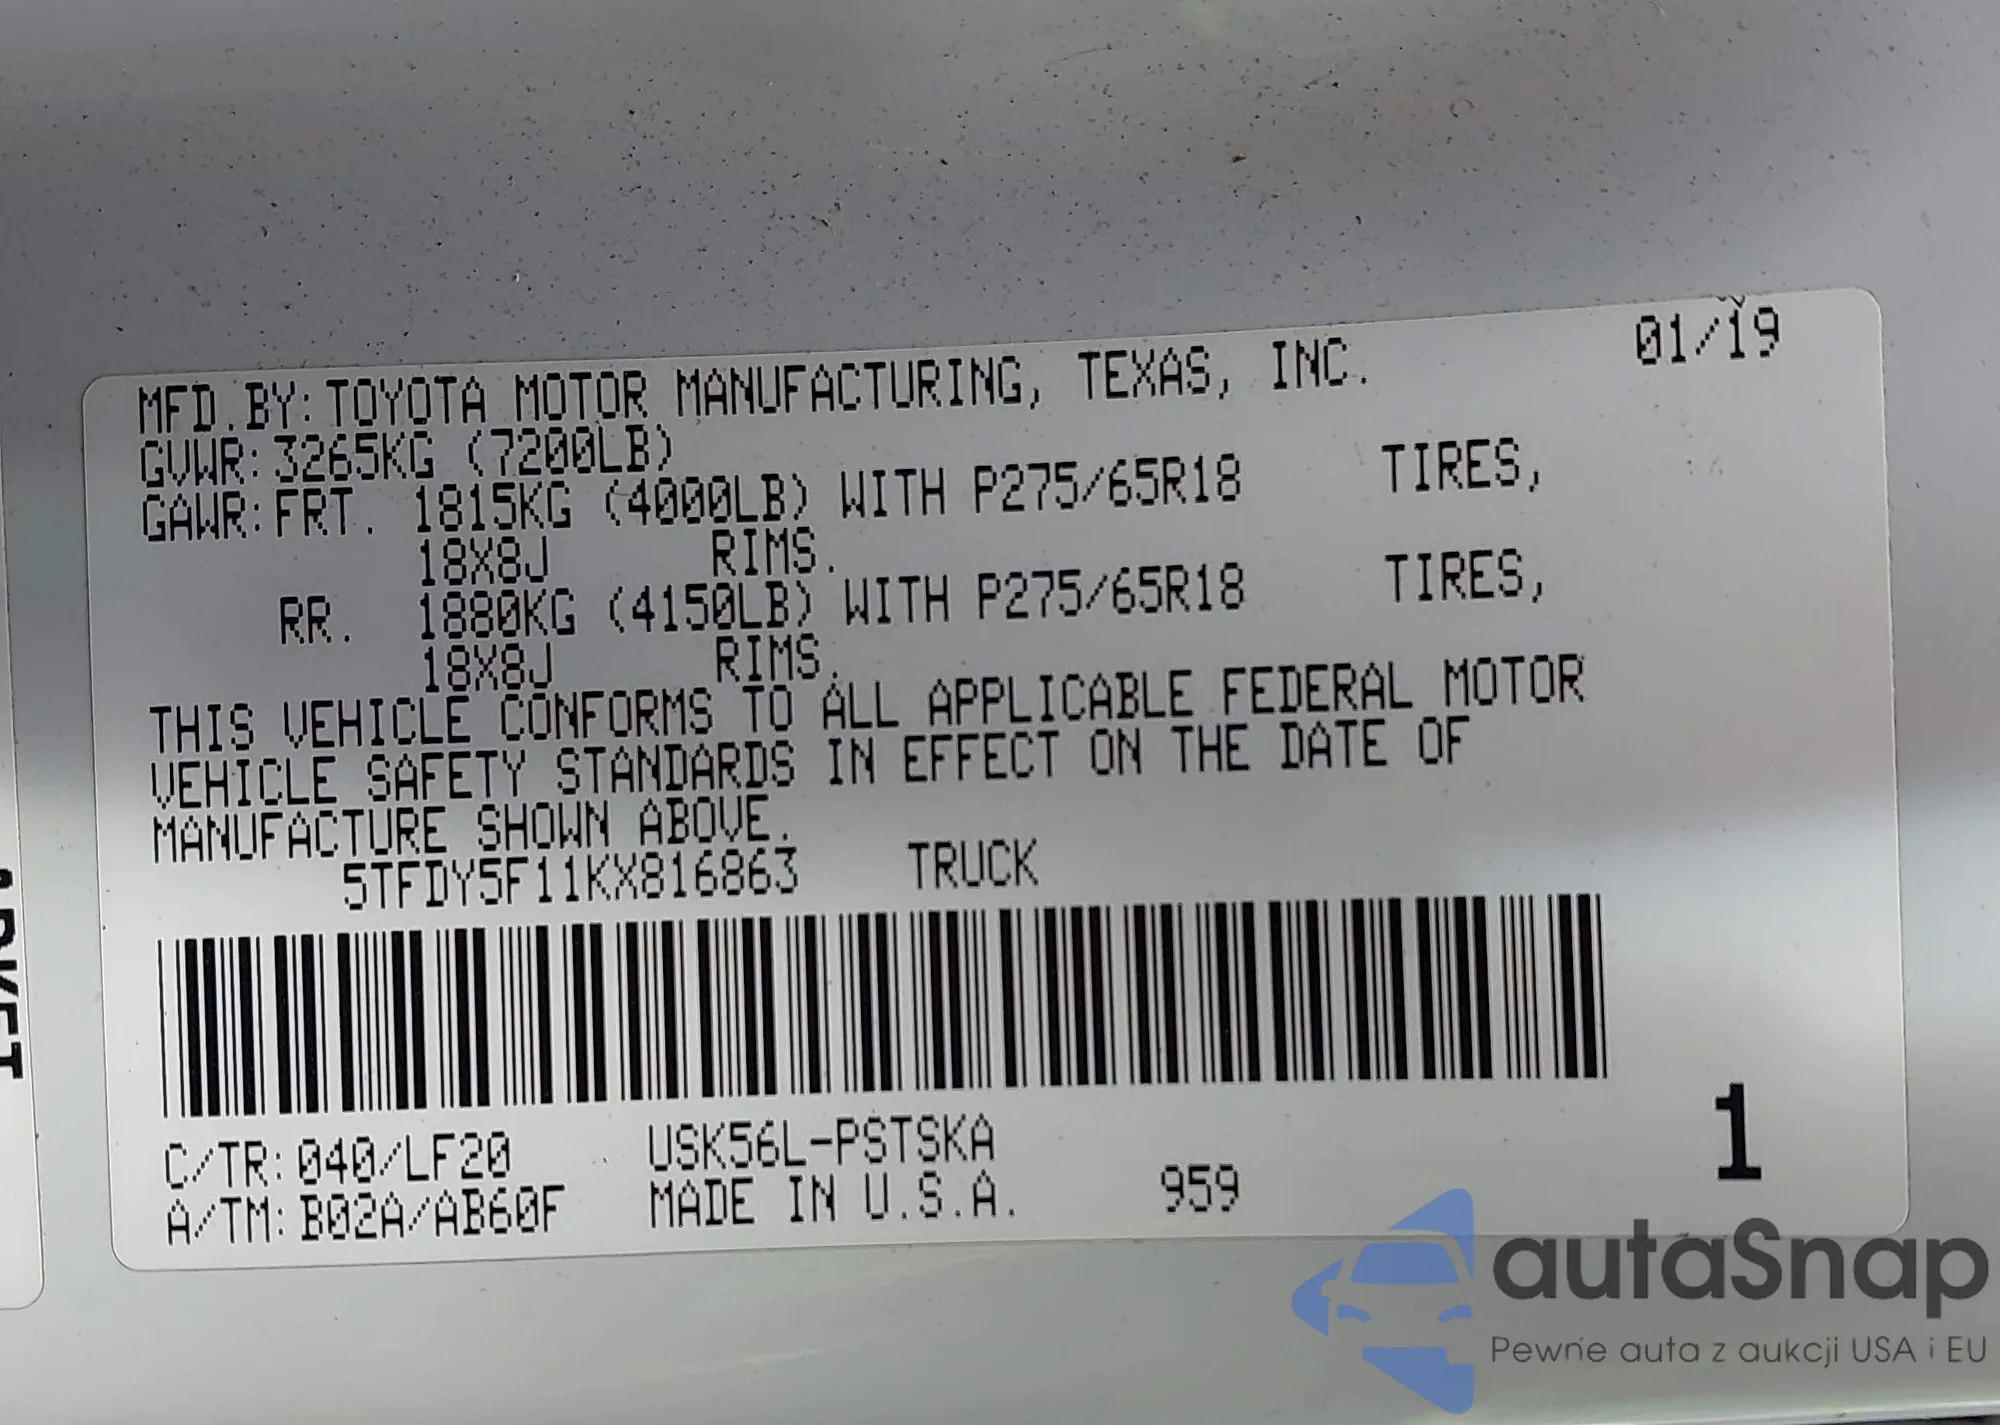 MFD.BY:TOYOTA MOTOR MANUFACTURING, TEXAS, INC. 01/19
GVWR:3265KG (7200LB)
GAWR:FRT. 1815KG (4000LB) WITH P275/65R18 TIRES,
18X8J RIMS.
RR. 1880KG (4150LB) WITH P275/65R18 TIRES,
18X8J RIMS.
THIS VEHICLE CONFORMS TO ALL APPLICABLE FEDERAL MOTOR
VEHICLE SAFETY STANDARDS IN EFFECT ON THE DATE OF
MANUFACTURE SHOWN ABOVE.
5TFDY5F11KX816863 TRUCK
C/TR:040/LF20 USK56L-PSTSKA
A/TM:B02A/AB60F MADE IN U.S.A. 959
1
autaSnap
Pewne auta z aukcji USA i EU